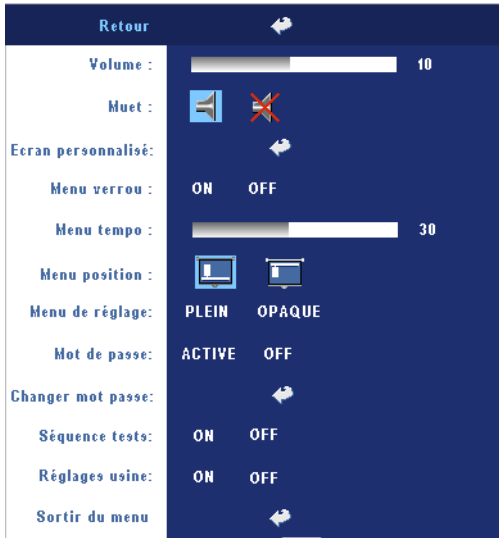 Retour
Volume : 10
Muet :
Ecran personnalisé:
Menu verrou : ON OFF
Menu tempo : 30
Menu position :
Menu de réglage: PLEIN OPAQUE
Mot de passe: ACTIVE OFF
Changer mot passe:
Séquence tests: ON OFF
Réglages usine: ON OFF
Sortir du menu